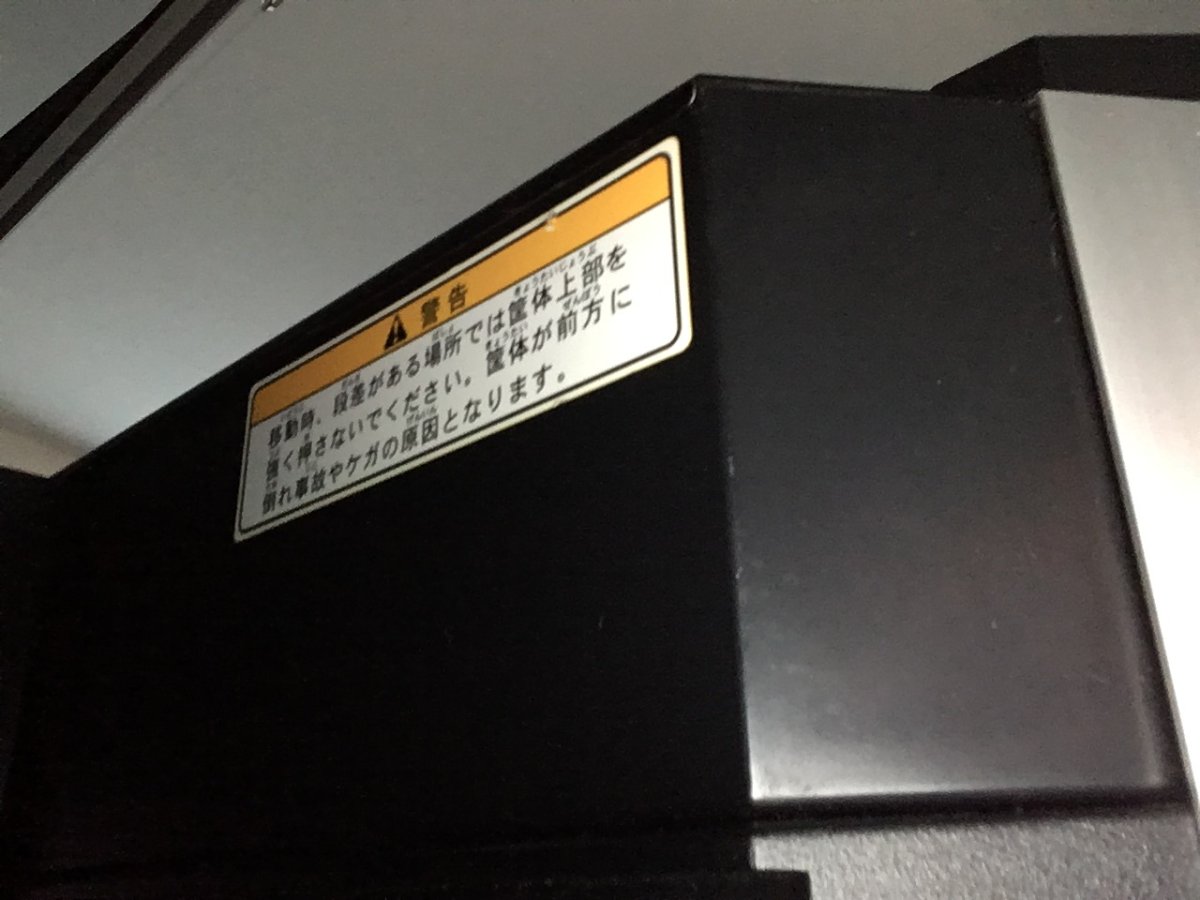 警告
移動時、段差がある場所では筐体上部を
強く押さないでください。筐体が前方に
倒れ事故やケガの原因となります。